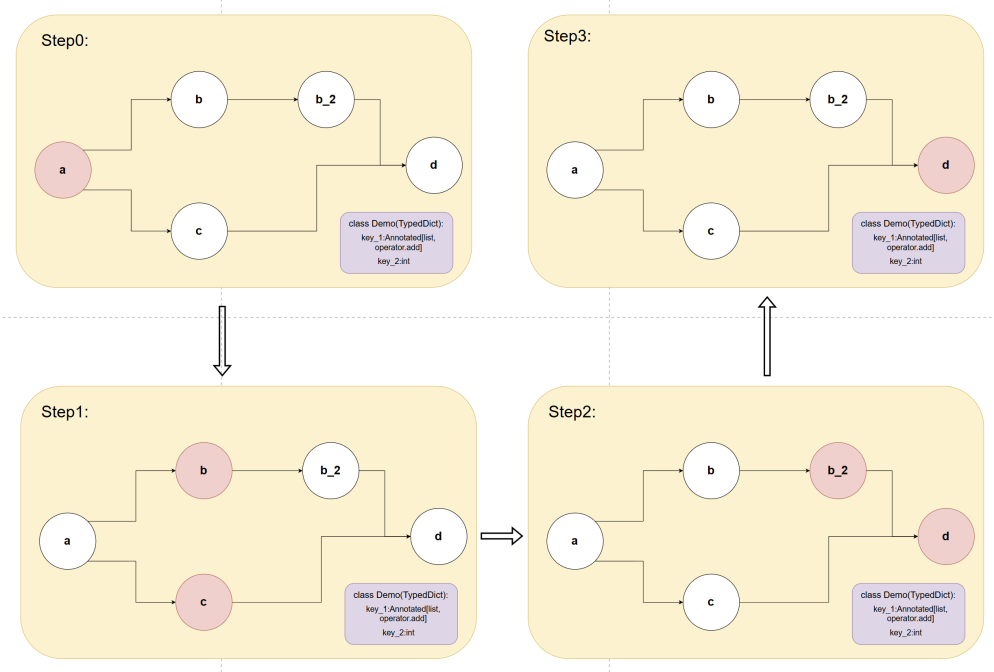 Step0:
b
b_2
a
d
c
class Demo(TypedDict):
key_1:Annotated[list,
operator.add]
key_2:int
Step3:
b
b_2
a
d
c
class Demo(TypedDict):
key_1:Annotated[list,
operator.add]
key_2:int
Step1:
b
b_2
a
d
c
class Demo(TypedDict):
key_1:Annotated[list,
operator.add]
key_2:int
Step2:
b
b_2
a
d
c
class Demo(TypedDict):
key_1:Annotated[list,
operator.add]
key_2:int